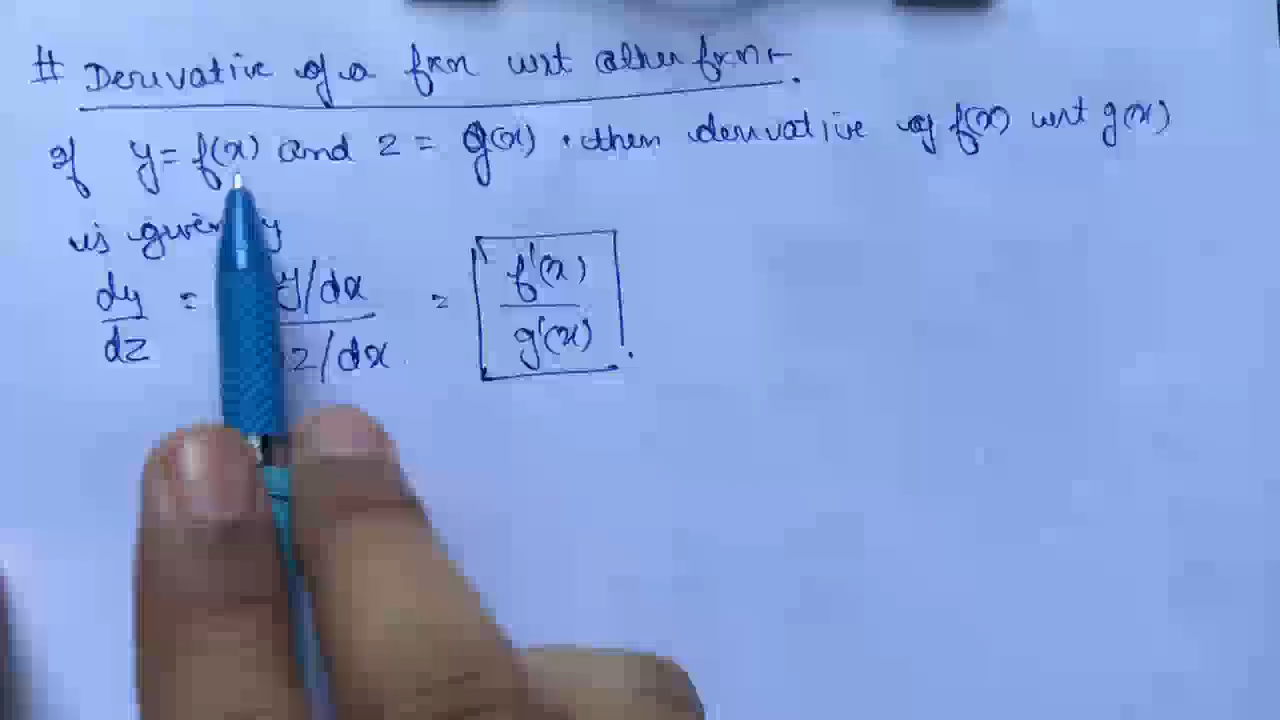 # Derivative of a fxn wrt other fxn.
If y = f(x) and z = g(x) . then derivative of f(x) wrt g(x)
is given y
dy/dz = y/dx / z/dx = f'(x)/g'(x) .